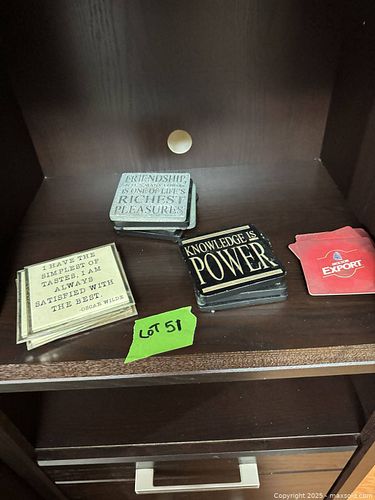 FRIENDSHIP
IS ONE OF LIFE'S
RICHEST
PLEASURES
KNOWLEDGE IS
POWER
I HAVE THE
SIMPLEST OF
TASTES. I AM
ALWAYS
SATISFIED WITH
THE BEST.
-OSCAR WILDE
EXPORT
LOT 51
Copyright 2025 - maxsold.com